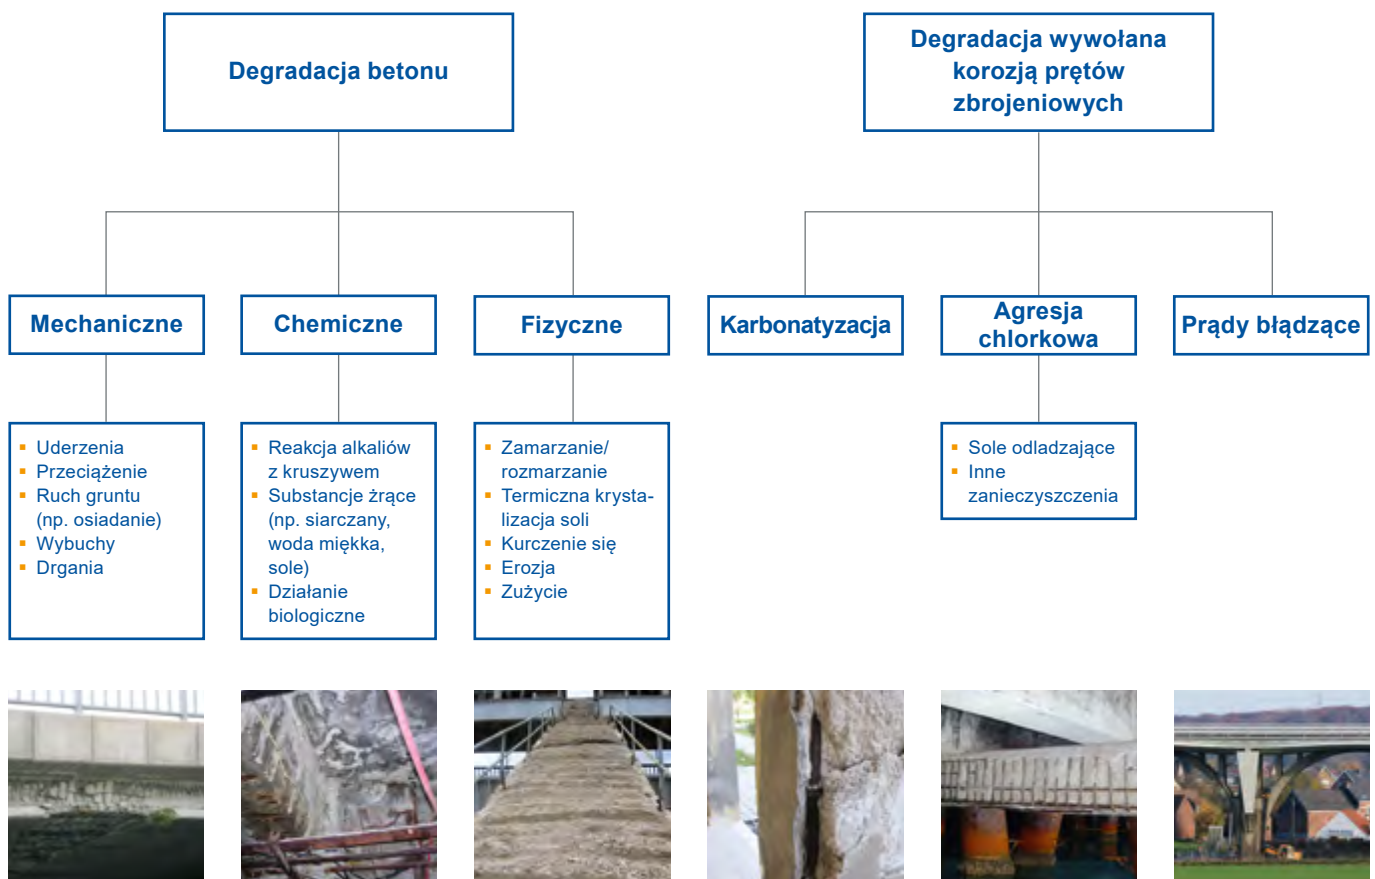 Degradacja betonu
Degradacja wywołana
korozją prętów
zbrojeniowych
Mechaniczne
Chemiczne
Fizyczne
Karbonatyzacja
Agresja
chlorkowa
Prądy błądzące
Uderzenia
Przeciążenie
Ruch gruntu
(np. osiadanie)
Wybuchy
Drgania
Reakcja alkaliów
z kruszywem
Substancje żrące
(np. siarczany,
woda miękka,
sole)
Działanie
biologiczne
Zamarzanie/
rozmarzanie
Termiczna krysta-
lizacja soli
Kurczenie się
Erozja
Zużycie
Sole odladzające
Inne
zanieczyszczenia